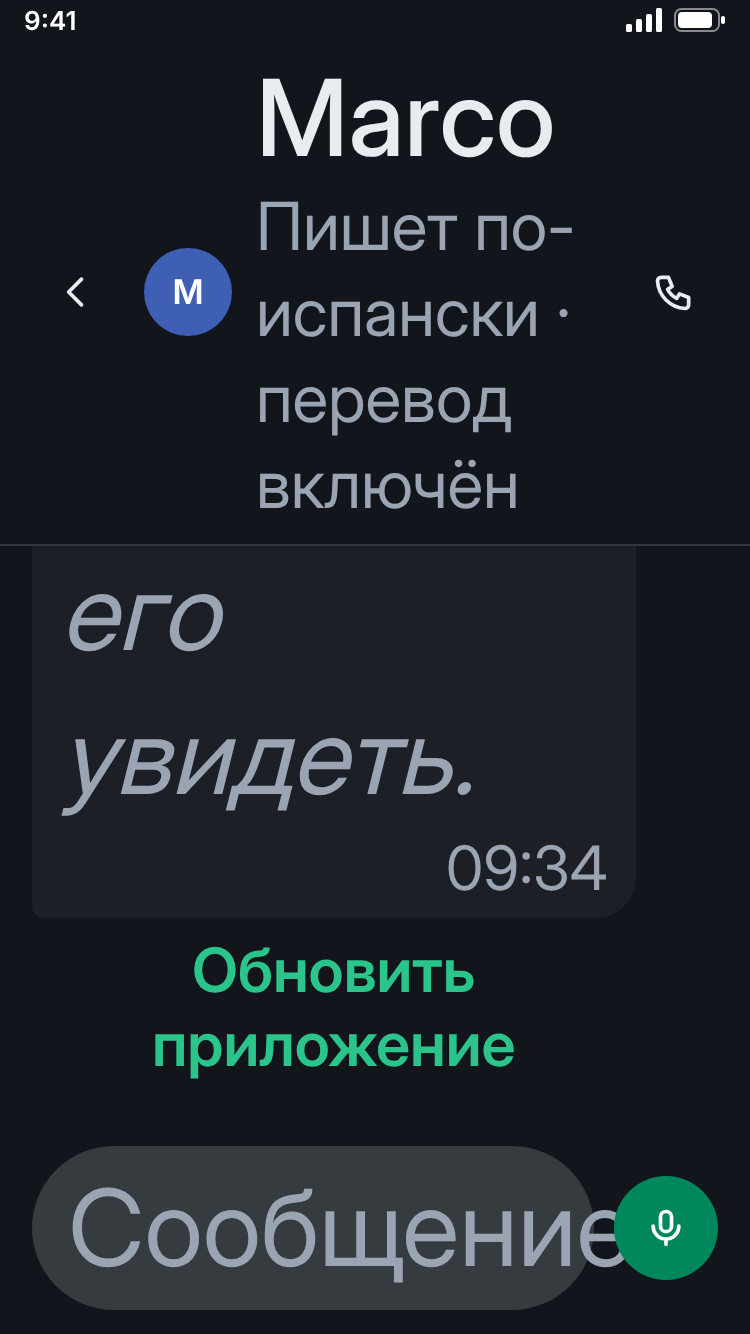 9:41
Marco
M
Пишет по-
испански ·
перевод
включён
его
увидеть.
09:34
Обновить
приложение
Сообщение